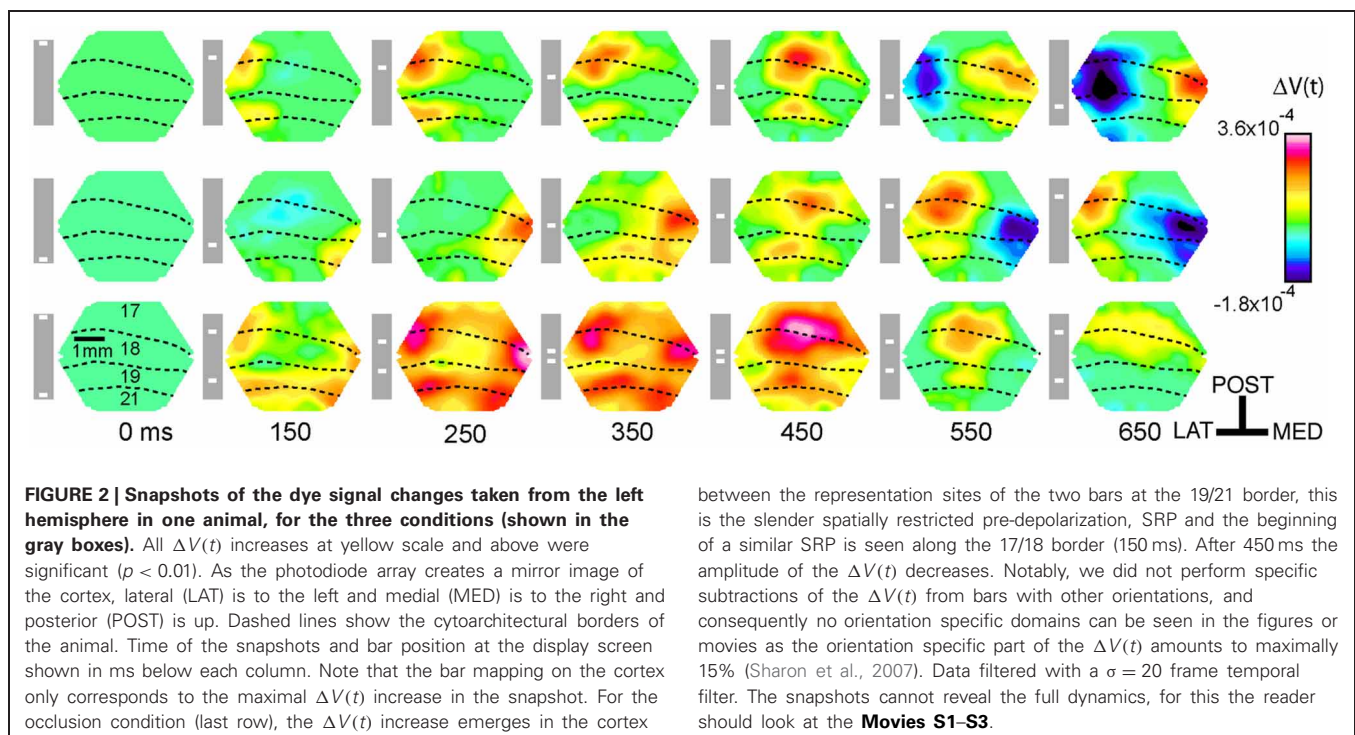 ΔV(t)
3.6x10⁻⁴
-1.8x10⁻⁴
17
1mm
18
19
21
0 ms 150 250 350 450 550 650
POST
LAT MED
FIGURE 2 | Snapshots of the dye signal changes taken from the left
hemisphere in one animal, for the three conditions (shown in the
gray boxes). All ΔV(t) increases at yellow scale and above were
significant (p < 0.01). As the photodiode array creates a mirror image of
the cortex, lateral (LAT) is to the left and medial (MED) is to the right and
posterior (POST) is up. Dashed lines show the cytoarchitectural borders of
the animal. Time of the snapshots and bar position at the display screen
shown in ms below each column. Note that the bar mapping on the cortex
only corresponds to the maximal ΔV(t) increase in the snapshot. For the
occlusion condition (last row), the ΔV(t) increase emerges in the cortex
between the representation sites of the two bars at the 19/21 border, this
is the slender spatially restricted pre-depolarization, SRP and the beginning
of a similar SRP is seen along the 17/18 border (150 ms). After 450 ms the
amplitude of the ΔV(t) decreases. Notably, we did not perform specific
subtractions of the ΔV(t) from bars with other orientations, and
consequently no orientation specific domains can be seen in the figures or
movies as the orientation specific part of the ΔV(t) amounts to maximally
15% (Sharon et al., 2007). Data filtered with a σ = 20 frame temporal
filter. The snapshots cannot reveal the full dynamics, for this the reader
should look at the Movies S1–S3.